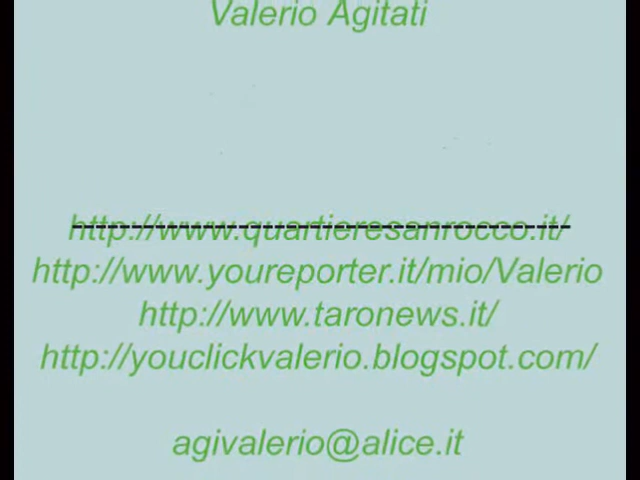 Valerio Agitati
http://www.quartieresanrocco.it/
http://www.youreporter.it/mio/Valerio
http://www.taronews.it/
http://youclickvalerio.blogspot.com/
agivalerio@alice.it